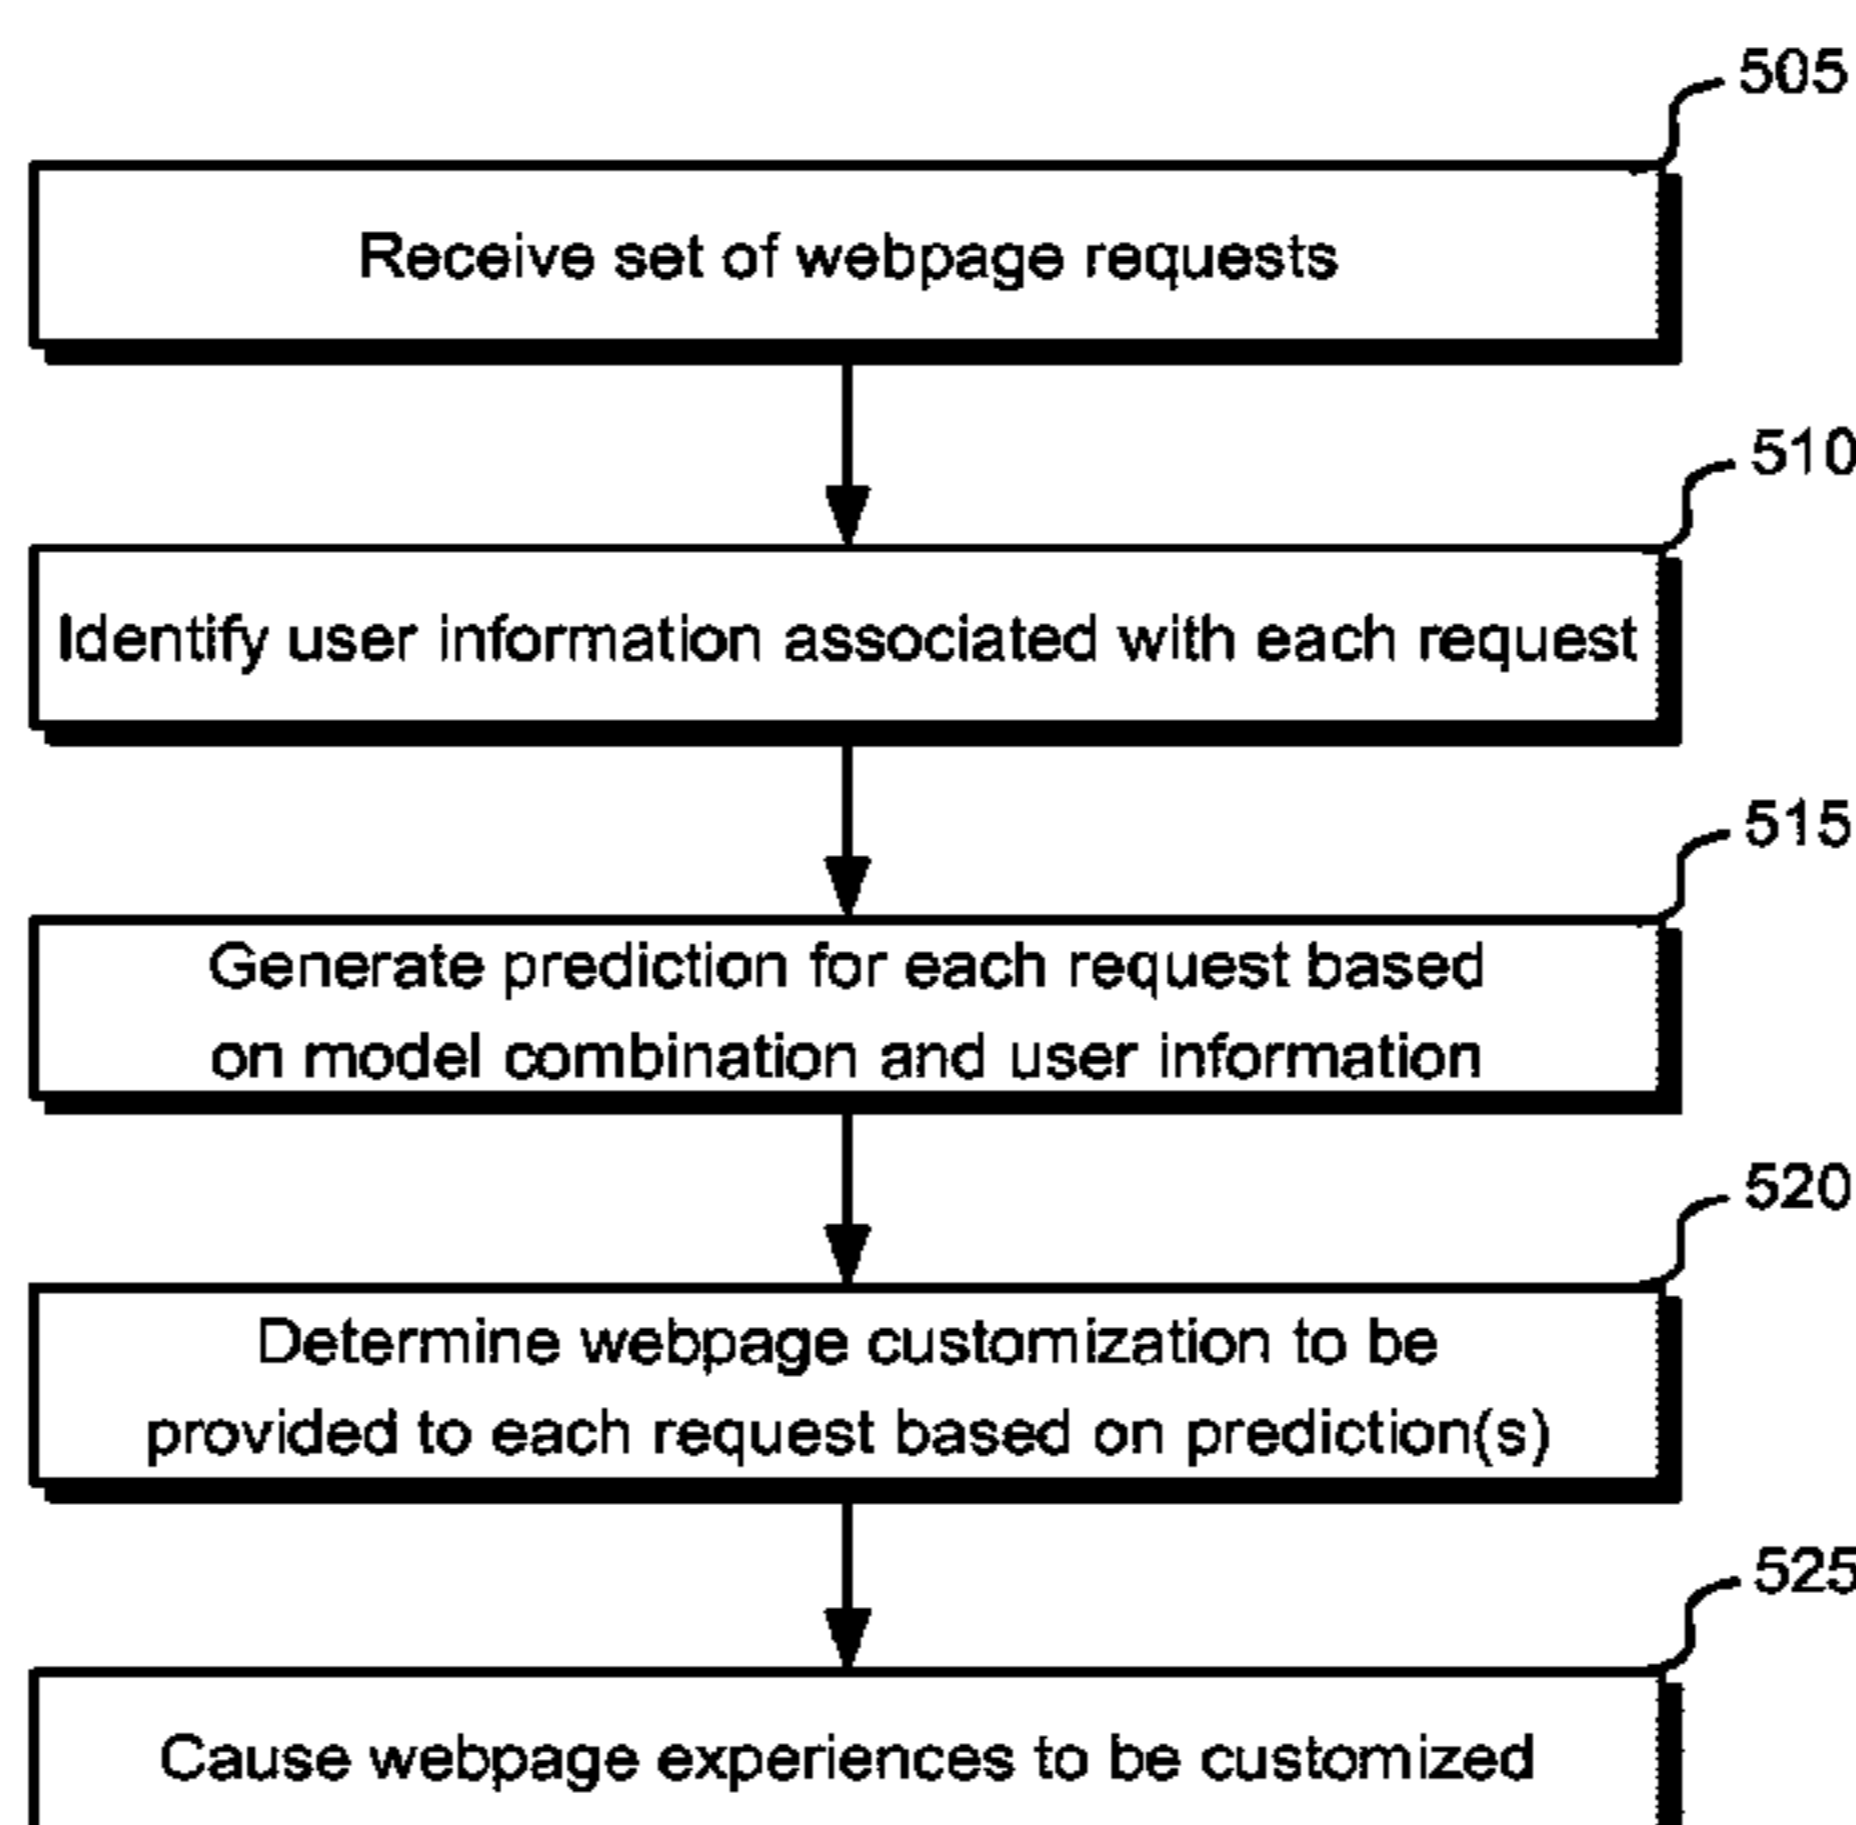 505
Receive set of webpage requests
510
Identify user information associated with each request
515
Generate prediction for each request based
on model combination and user information
520
Determine webpage customization to be
provided to each request based on prediction(s)
525
Cause webpage experiences to be customized